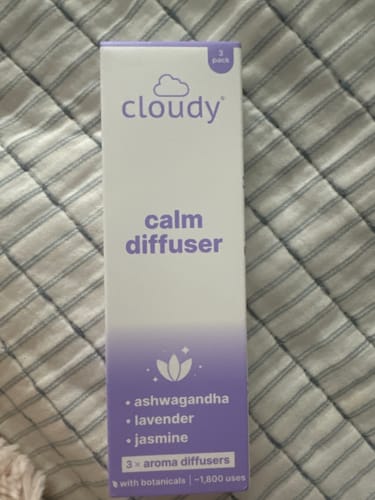 3
pack
cloudy®
calm
diffuser
• ashwagandha
• lavender
• jasmine
3 × aroma diffusers
with botanicals | ~1,800 uses